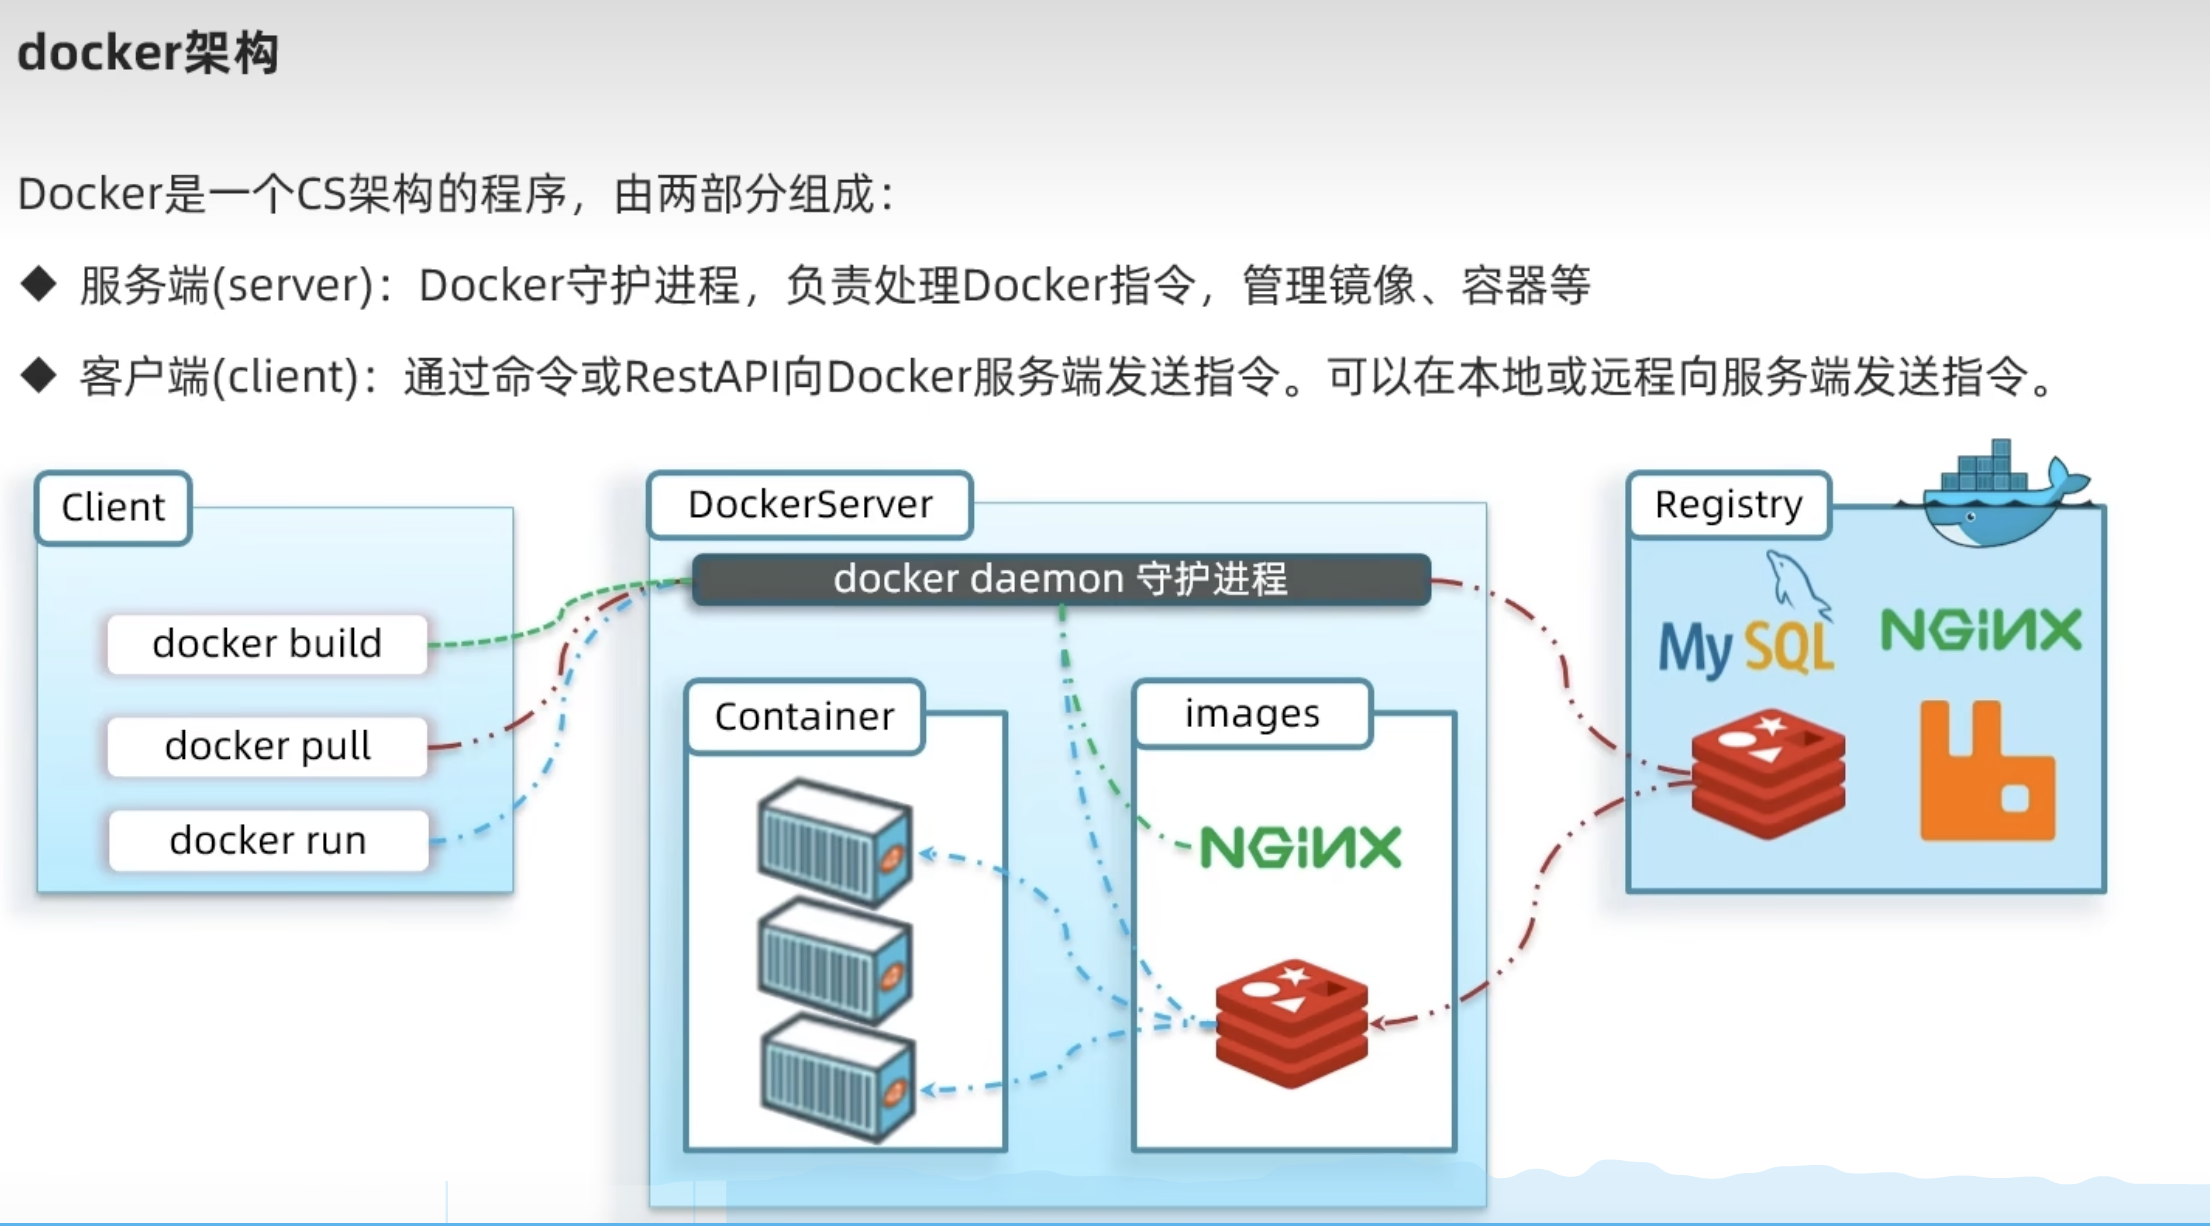 docker架构
Docker是一个CS架构的程序，由两部分组成：
◆ 服务端(server)：Docker守护进程，负责处理Docker指令，管理镜像、容器等
◆ 客户端(client)：通过命令或RestAPI向Docker服务端发送指令。可以在本地或远程向服务端发送指令。
Client
docker build
docker pull
docker run
DockerServer
docker daemon 守护进程
Container
images
NGiNX
Registry
MySQL
NGiNX